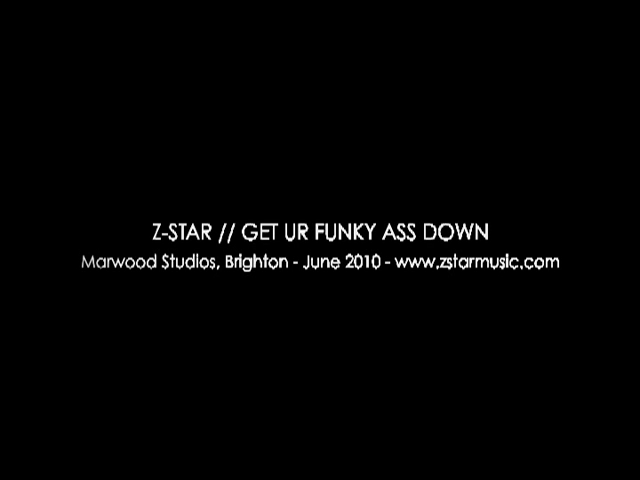 Z-STAR // GET UR FUNKY ASS DOWN
Marwood Studios, Brighton - June 2010 - www.zstarmusic.com